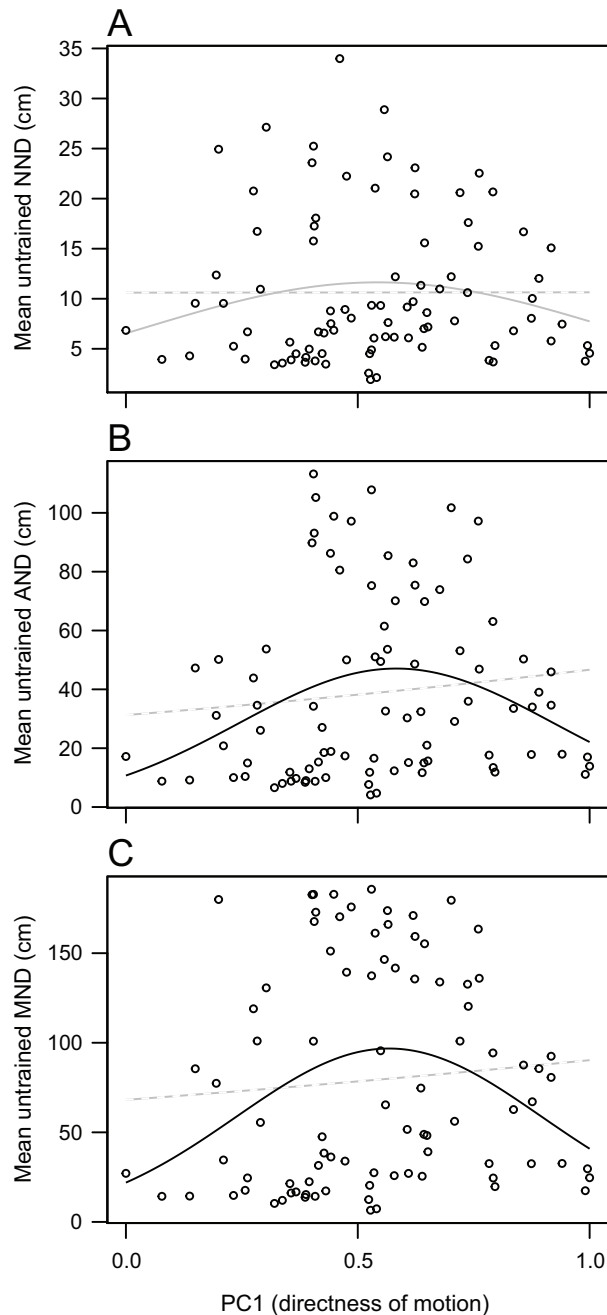 A
Mean untrained NND (cm)
35
30
25
20
15
10
5
B
Mean untrained AND (cm)
100
80
60
40
20
0
C
Mean untrained MND (cm)
150
100
50
0
0.0 0.5 1.0
PC1 (directness of motion)